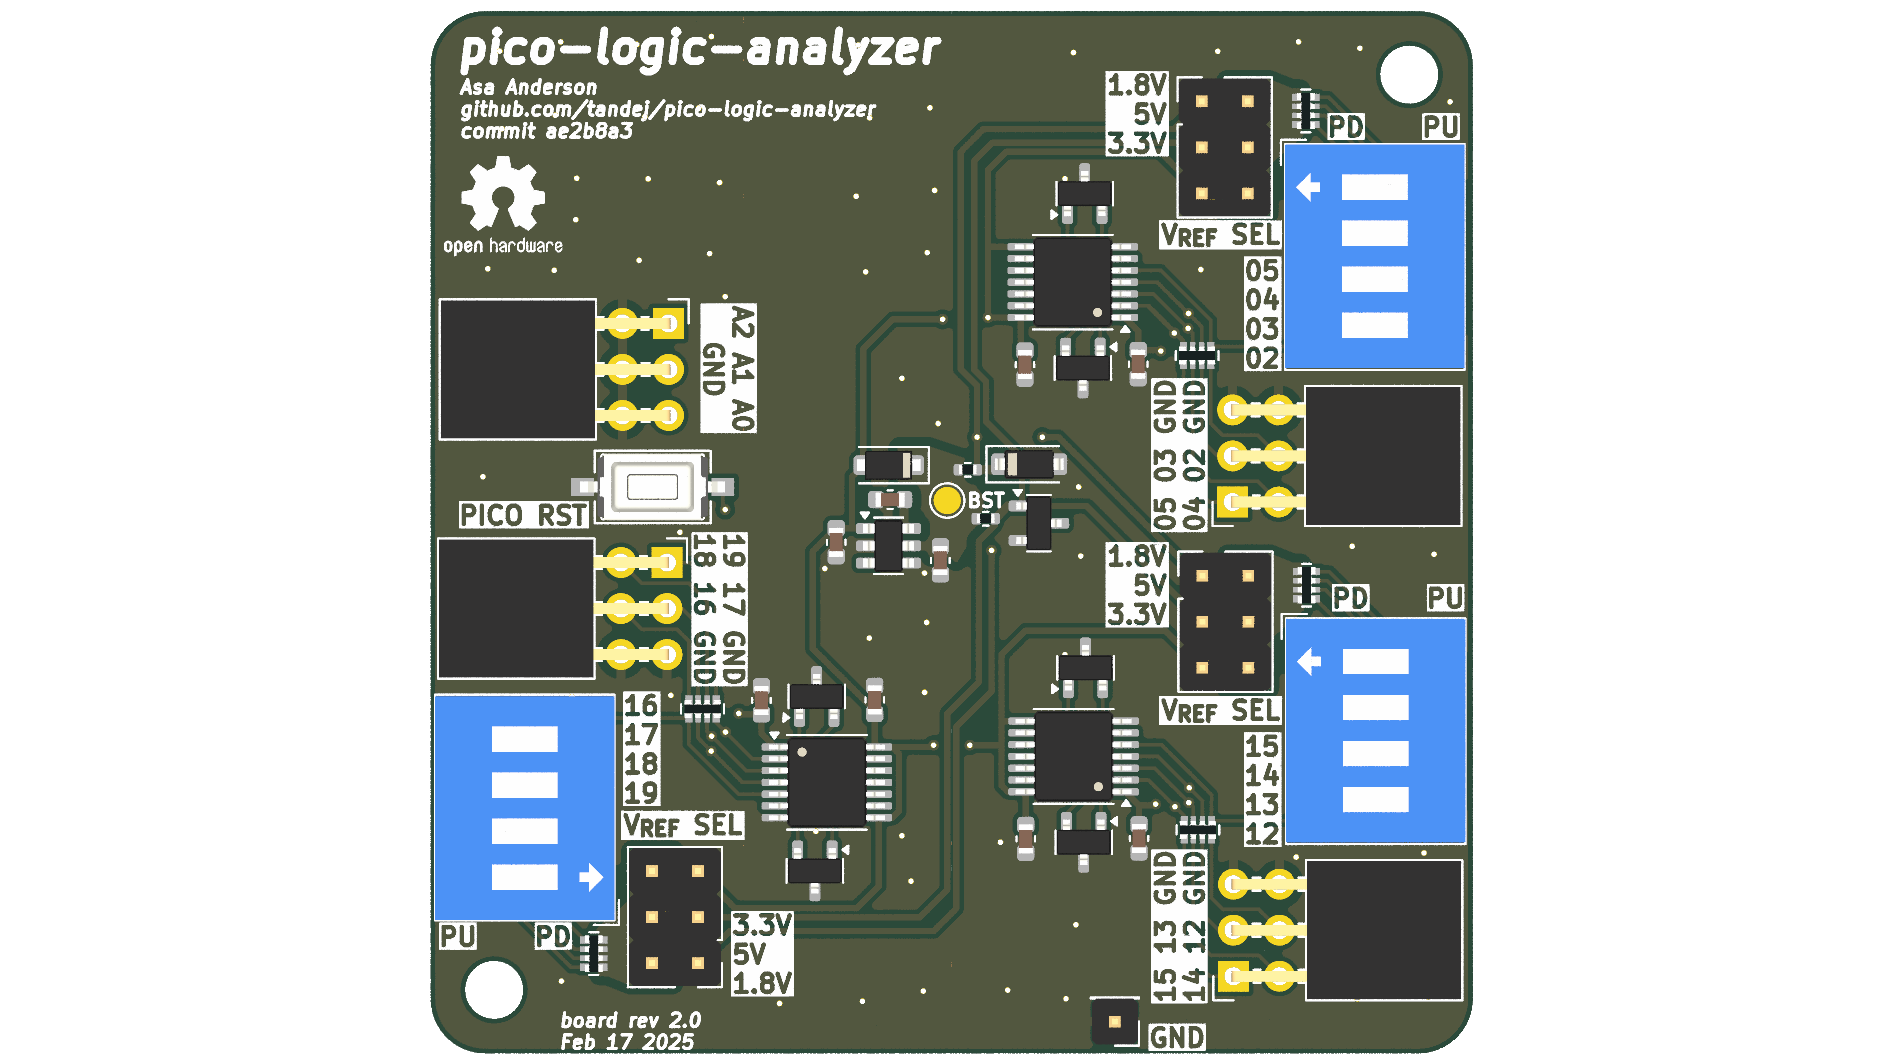 pico-logic-analyzer
Asa Anderson
github.com/tandej/pico-logic-analyzer
commit ae2b8a3
open hardware
1.8V
5V
3.3V
PD
PU
VREF SEL
05
04
03
02
A2 A1 A0
GND
05 03 GND
04 02 GND
PICO RST
BST
19 17 GND
18 16 GND
1.8V
5V
3.3V
PD
PU
VREF SEL
16
17
18
19
VREF SEL
15
14
13
12
PU
PD
3.3V
5V
1.8V
15 13 GND
14 12 GND
board rev 2.0
Feb 17 2025
GND